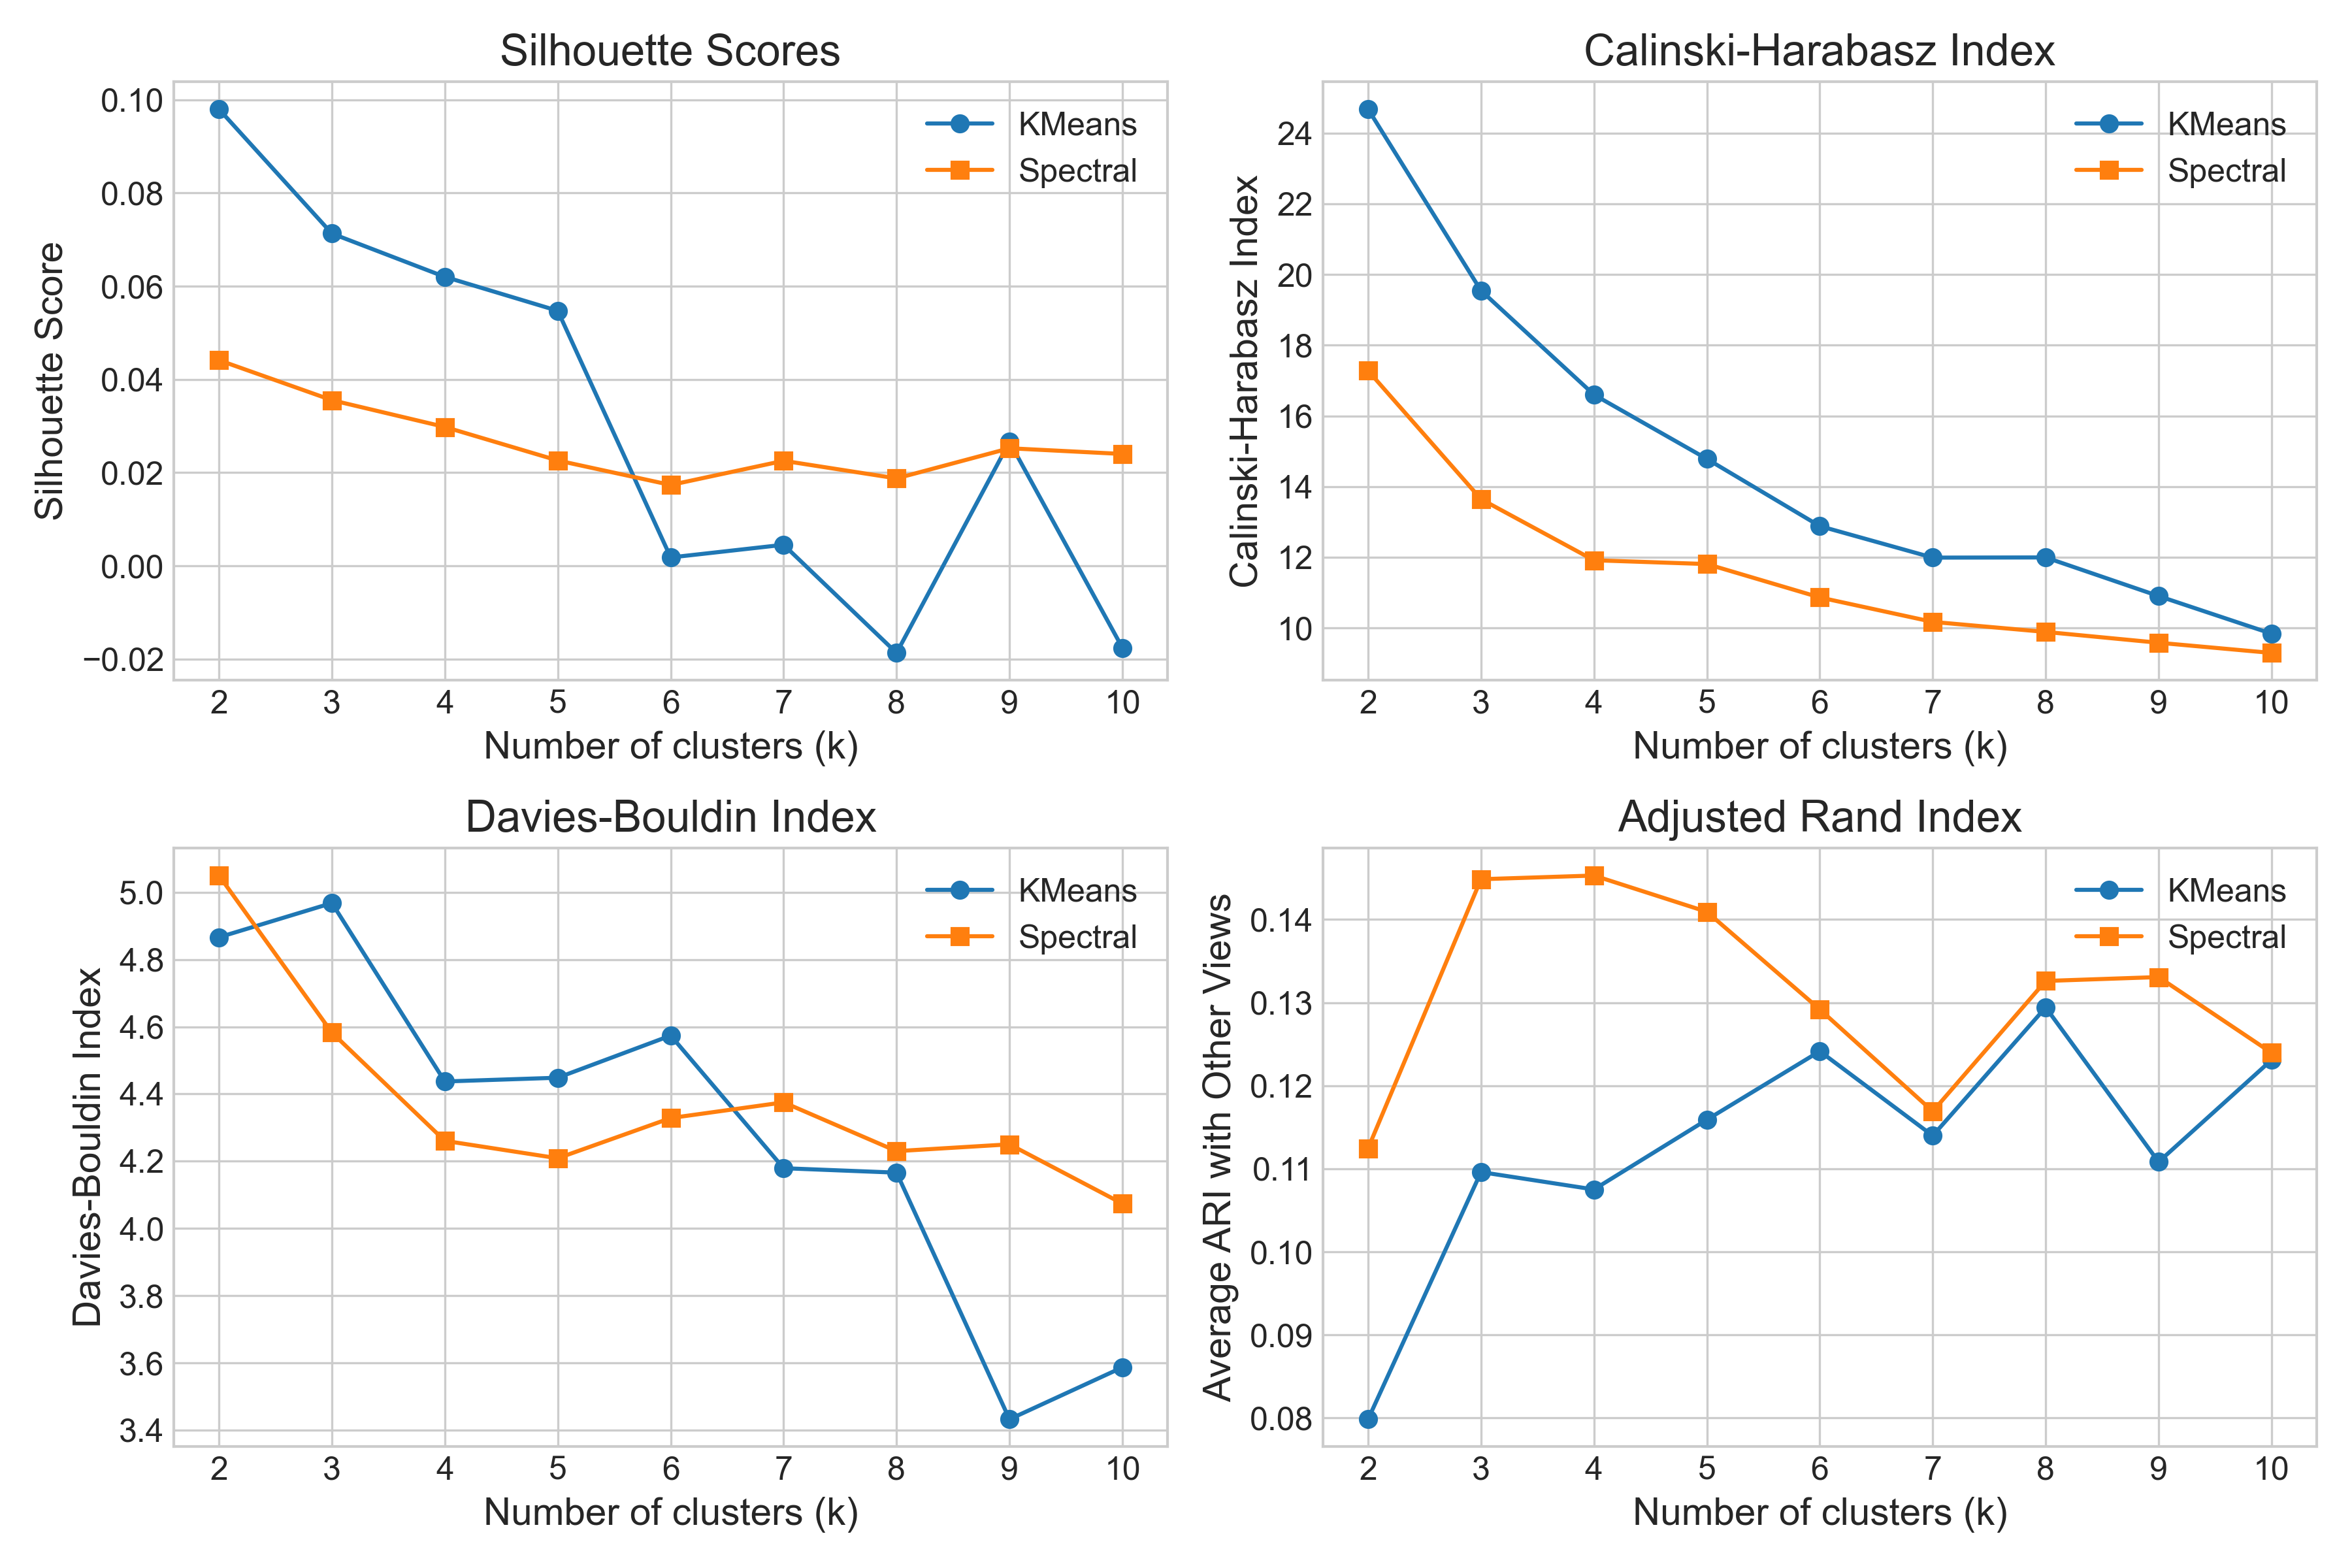 Silhouette Scores
Silhouette Score
0.10
0.08
0.06
0.04
0.02
0.00
−0.02
KMeans
Spectral
2 3 4 5 6 7 8 9 10
Number of clusters (k)
Calinski-Harabasz Index
Calinski-Harabasz Index
24
22
20
18
16
14
12
10
KMeans
Spectral
2 3 4 5 6 7 8 9 10
Number of clusters (k)
Davies-Bouldin Index
Davies-Bouldin Index
5.0
4.8
4.6
4.4
4.2
4.0
3.8
3.6
3.4
KMeans
Spectral
2 3 4 5 6 7 8 9 10
Number of clusters (k)
Adjusted Rand Index
Average ARI with Other Views
0.14
0.13
0.12
0.11
0.10
0.09
0.08
KMeans
Spectral
2 3 4 5 6 7 8 9 10
Number of clusters (k)